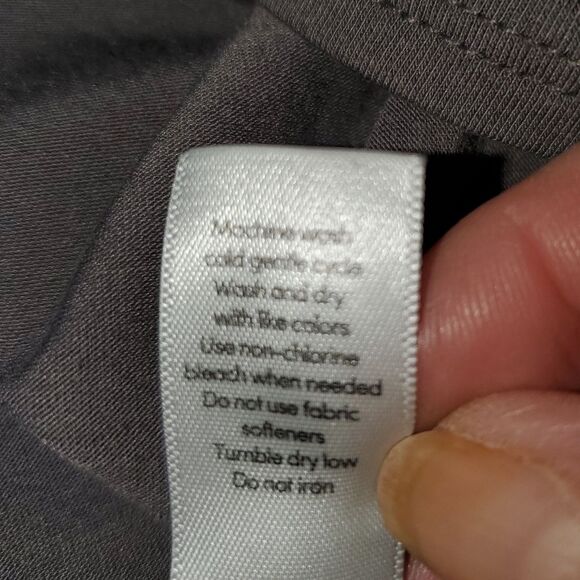 Machine wash
cold gentle cycle
Wash and dry
with like colors
Use non-chlorine
bleach when needed
Do not use fabric
softeners
Tumble dry low
Do not iron